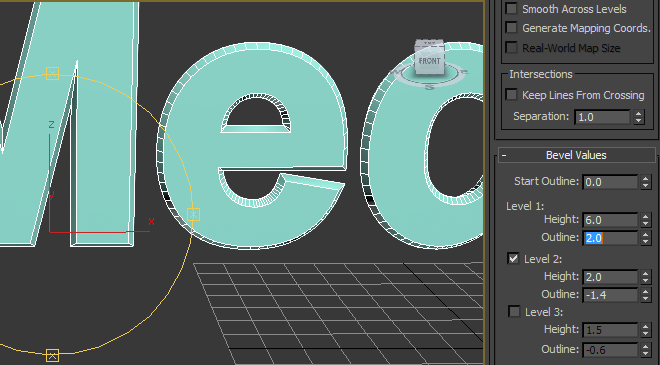 Med
FRONT
S
z
x
Smooth Across Levels
Generate Mapping Coords.
Real-World Map Size
Intersections
Keep Lines From Crossing
Separation: 1.0
- Bevel Values
Start Outline: 0.0
Level 1:
Height: 6.0
Outline: 2.0
Level 2:
Height: 2.0
Outline: -1.4
Level 3:
Height: 1.5
Outline: -0.6